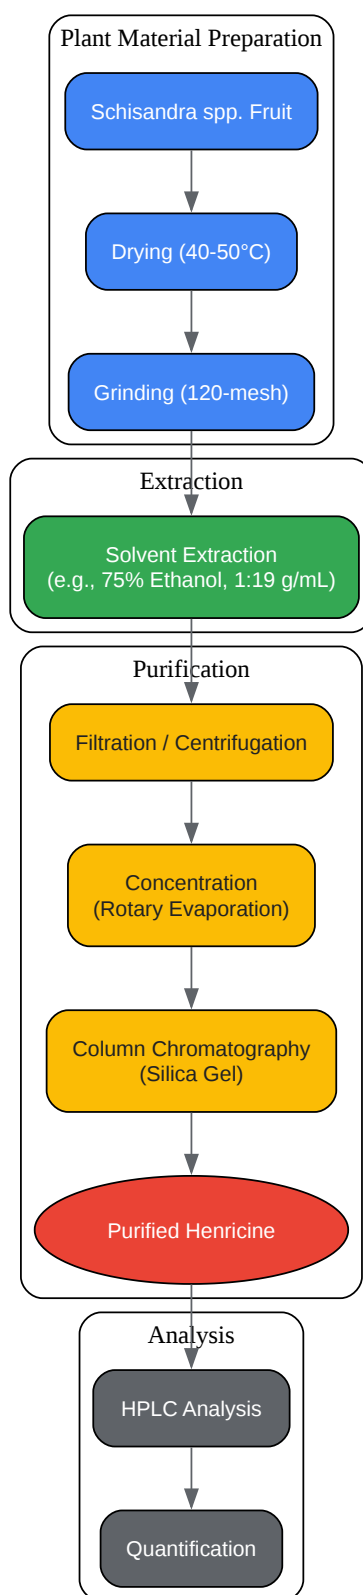 Plant Material Preparation
Schisandra spp. Fruit
Drying (40-50°C)
Grinding (120-mesh)
Extraction
Solvent Extraction
(e.g., 75% Ethanol, 1:19 g/mL)
Purification
Filtration / Centrifugation
Concentration
(Rotary Evaporation)
Column Chromatography
(Silica Gel)
Purified Henricine
Analysis
HPLC Analysis
Quantification